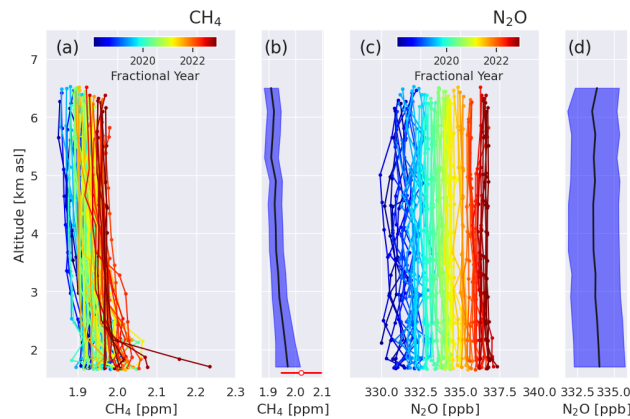 CH₄
N₂O
(a)
2020 2022
Fractional Year
(b)
(c)
2020 2022
Fractional Year
(d)
Altitude [km asl]
7
6
5
4
3
2
1.9 2.0 2.1 2.2 2.3
1.9 2.0 2.1
330.0 332.5 335.0 337.5 340.0
332.5 335.0
CH₄ [ppm]
CH₄ [ppm]
N₂O [ppb]
N₂O [ppb]